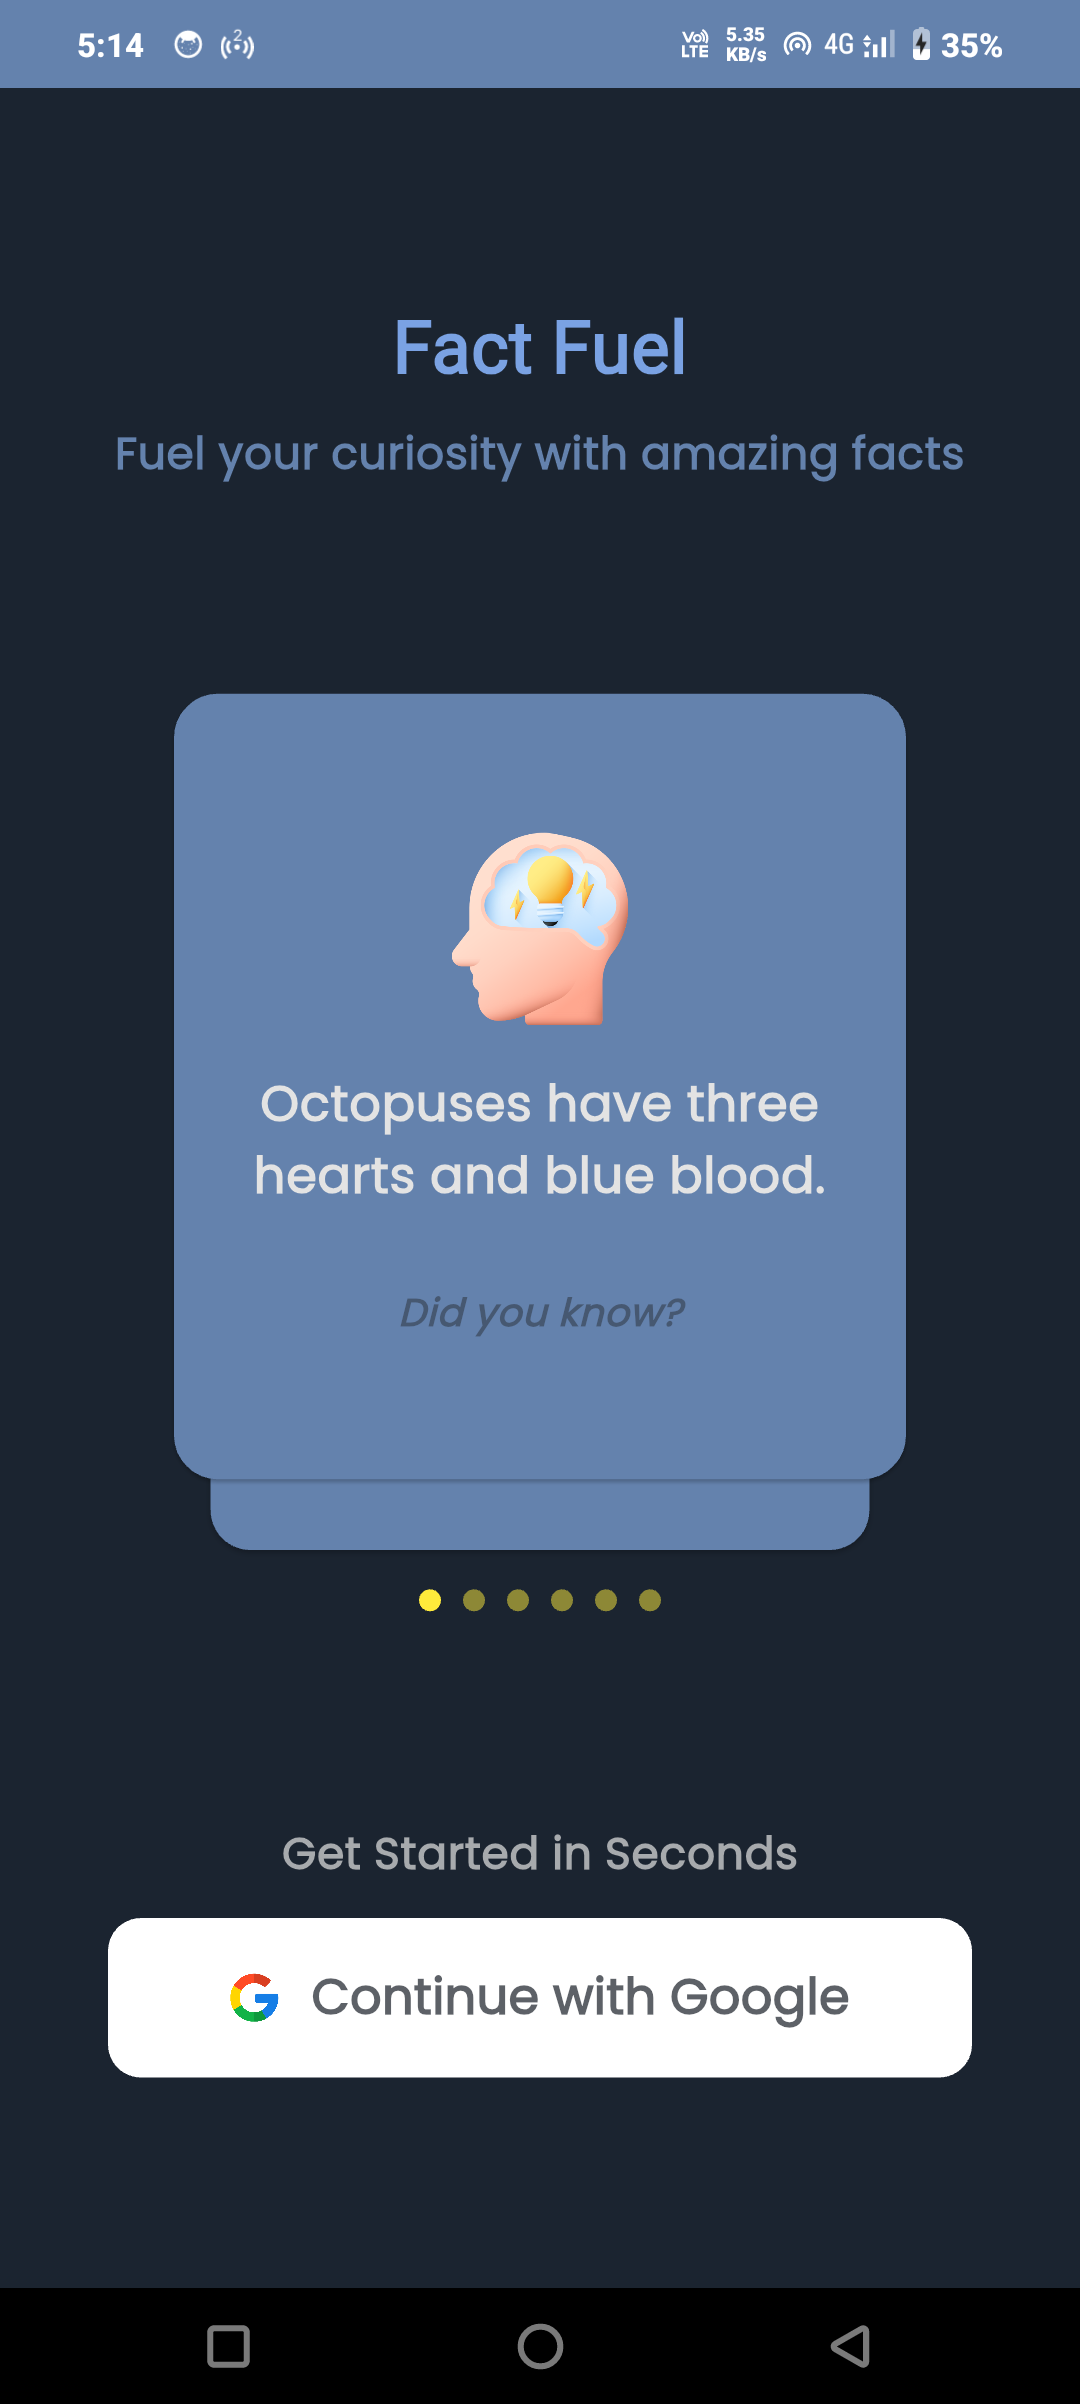 5:14
2
Vo LTE
5.35 KB/s
4G
35%
Fact Fuel
Fuel your curiosity with amazing facts
Octopuses have three
hearts and blue blood.
Did you know?
Get Started in Seconds
Continue with Google